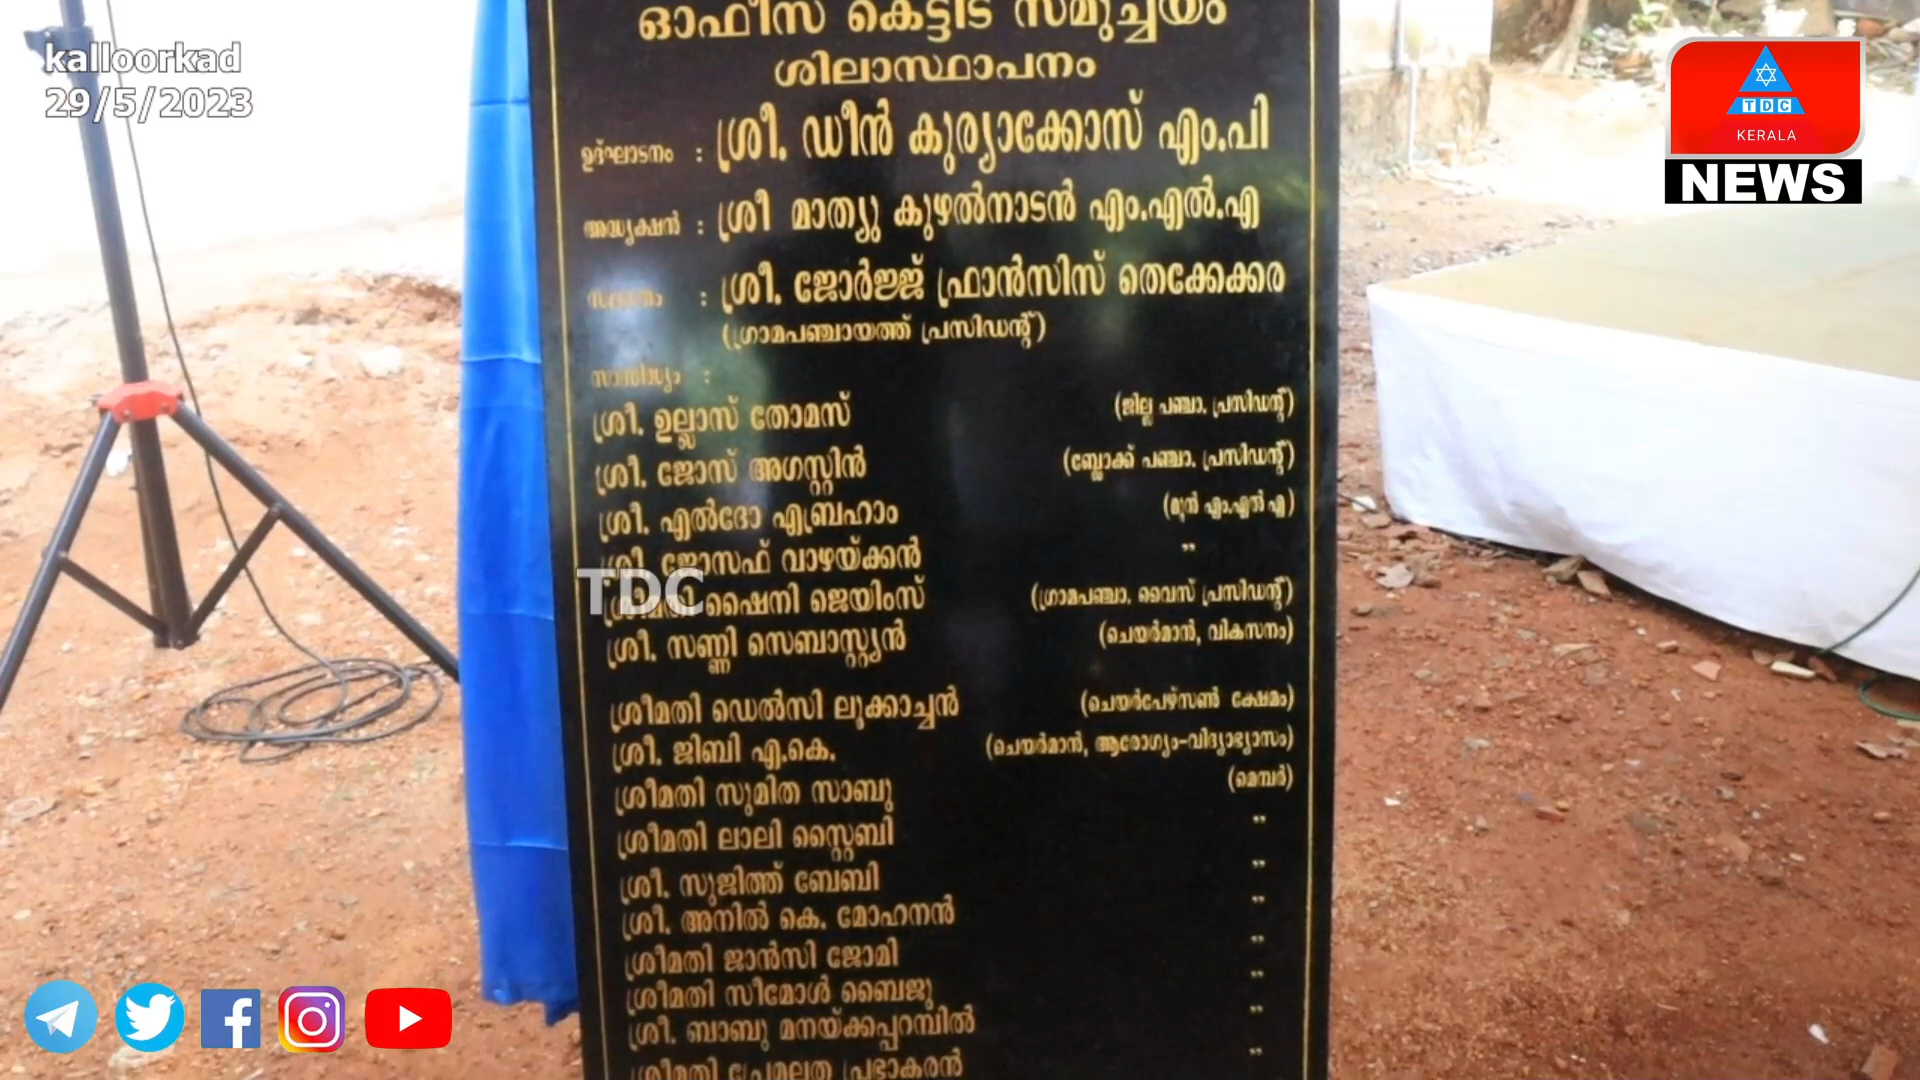 kalloorkad
29/5/2023
TDC
KERALA
NEWS
ഓഫീസ് കെട്ടിട സമുച്ചയം
ശിലാസ്ഥാപനം
ഉദ്ഘാടനം : ശ്രീ. ഡീൻ കുര്യാക്കോസ് എം.പി
അദ്ധ്യക്ഷൻ : ശ്രീ മാത്യു കുഴൽനാടൻ എം.എൽ.എ
സ്വാഗതം : ശ്രീ. ജോർജ്ജ് ഫ്രാൻസിസ് തെക്കേക്കര
(ഗ്രാമപഞ്ചായത്ത് പ്രസിഡന്റ്)
സാന്നിദ്ധ്യം :
ശ്രീ. ഉല്ലാസ് തോമസ് (ജില്ല പഞ്ചാ. പ്രസിഡന്റ്)
ശ്രീ. ജോസ് അഗസ്റ്റിൻ (ബ്ലോക്ക് പഞ്ചാ. പ്രസിഡന്റ്)
ശ്രീ. എൽദോ എബ്രഹാം (മുൻ എം.എൽ.എ)
ശ്രീ. ജോസഫ് വാഴയ്ക്കൻ "
TDC
ശ്രീമതി ഷൈനി ജെയിംസ് (ഗ്രാമപഞ്ചാ. വൈസ് പ്രസിഡന്റ്)
ശ്രീ. സണ്ണി സെബാസ്റ്റ്യൻ (ചെയർമാൻ, വികസനം)
ശ്രീമതി ഡെൽസി ലൂക്കാച്ചൻ (ചെയർപേഴ്സൺ ക്ഷേമം)
ശ്രീ. ജിബി എ.കെ. (ചെയർമാൻ, ആരോഗ്യം-വിദ്യാഭ്യാസം)
ശ്രീമതി സുമിത സാബു (മെമ്പർ)
ശ്രീമതി ലാലി സ്റ്റൈബി "
ശ്രീ. സുജിത്ത് ബേബി "
ശ്രീ. അനിൽ കെ. മോഹനൻ "
ശ്രീമതി ജാൻസി ജോമി "
ശ്രീമതി സീമോൾ ബൈജു "
ശ്രീ. ബാബു മനയ്ക്കപ്പറമ്പിൽ "
ശ്രീമതി പ്രേമലത പ്രഭാകരൻ "